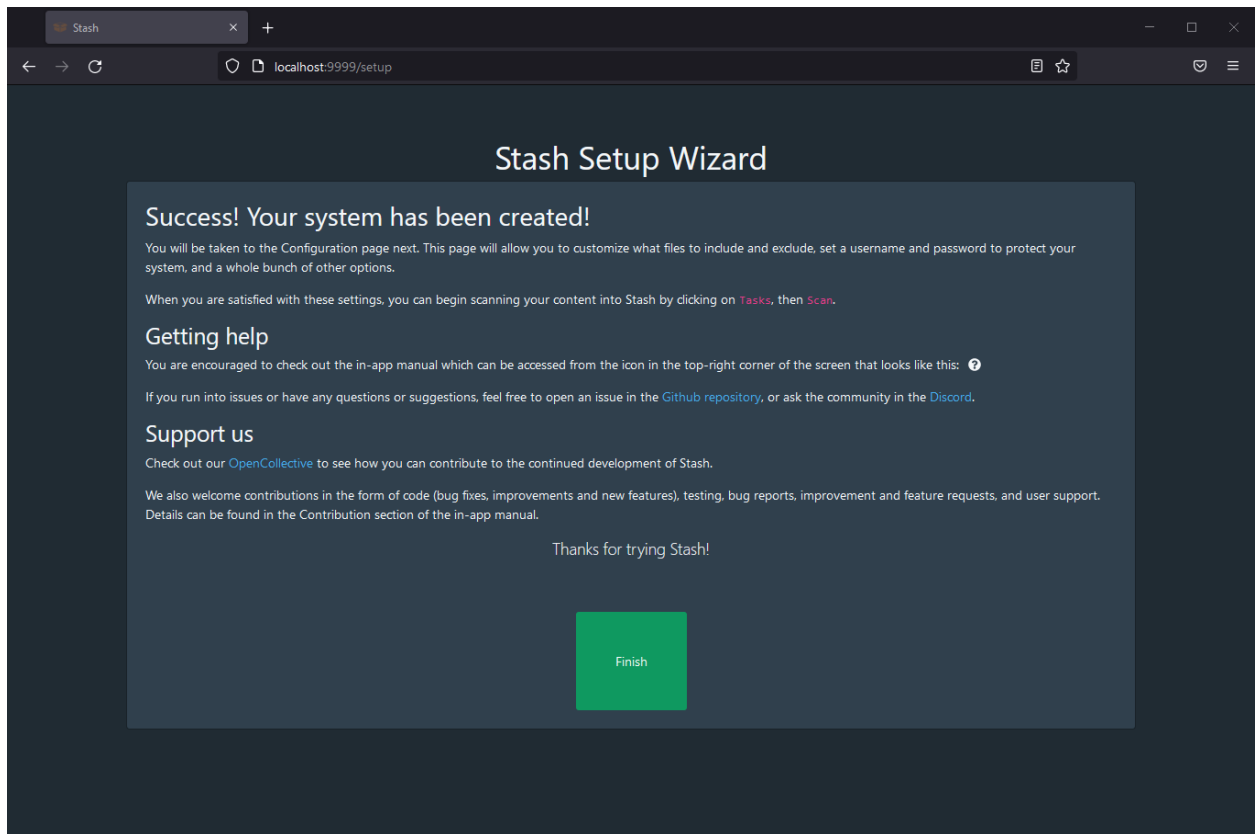 Stash
localhost:9999/setup
Stash Setup Wizard
Success! Your system has been created!
You will be taken to the Configuration page next. This page will allow you to customize what files to include and exclude, set a username and password to protect your
system, and a whole bunch of other options.
When you are satisfied with these settings, you can begin scanning your content into Stash by clicking on Tasks, then Scan.
Getting help
You are encouraged to check out the in-app manual which can be accessed from the icon in the top-right corner of the screen that looks like this: ?
If you run into issues or have any questions or suggestions, feel free to open an issue in the Github repository, or ask the community in the Discord.
Support us
Check out our OpenCollective to see how you can contribute to the continued development of Stash.
We also welcome contributions in the form of code (bug fixes, improvements and new features), testing, bug reports, improvement and feature requests, and user support.
Details can be found in the Contribution section of the in-app manual.
Thanks for trying Stash!
Finish